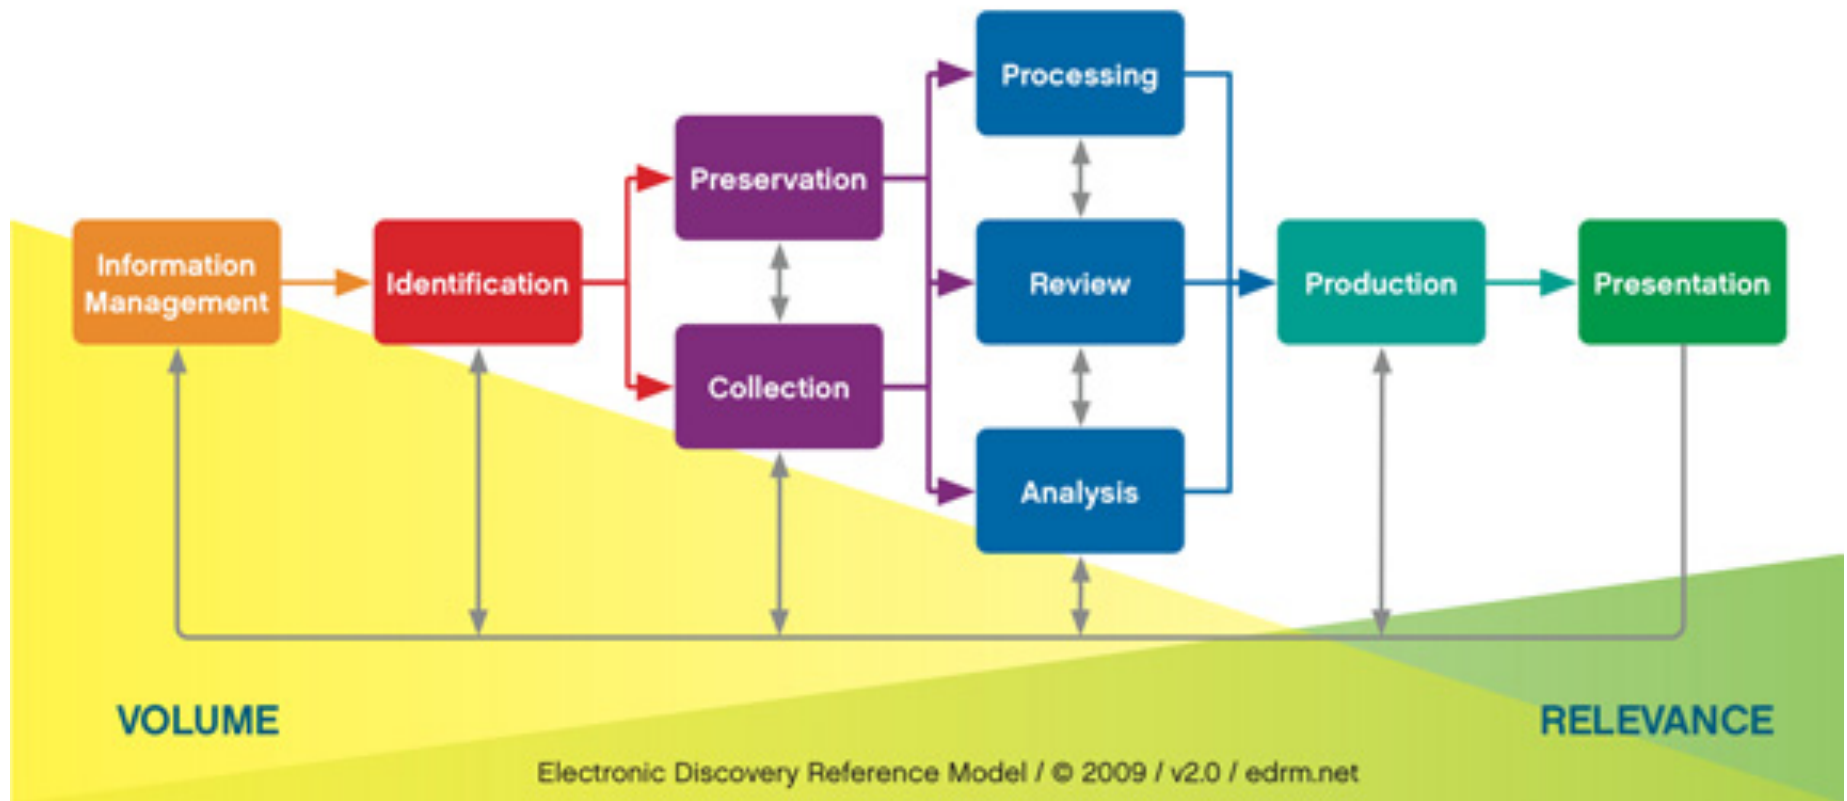 Processing
Preservation
Information
Management
Identification
Review
Production
Presentation
Collection
Analysis
VOLUME
RELEVANCE
Electronic Discovery Reference Model / © 2009 / v2.0 / edrm.net